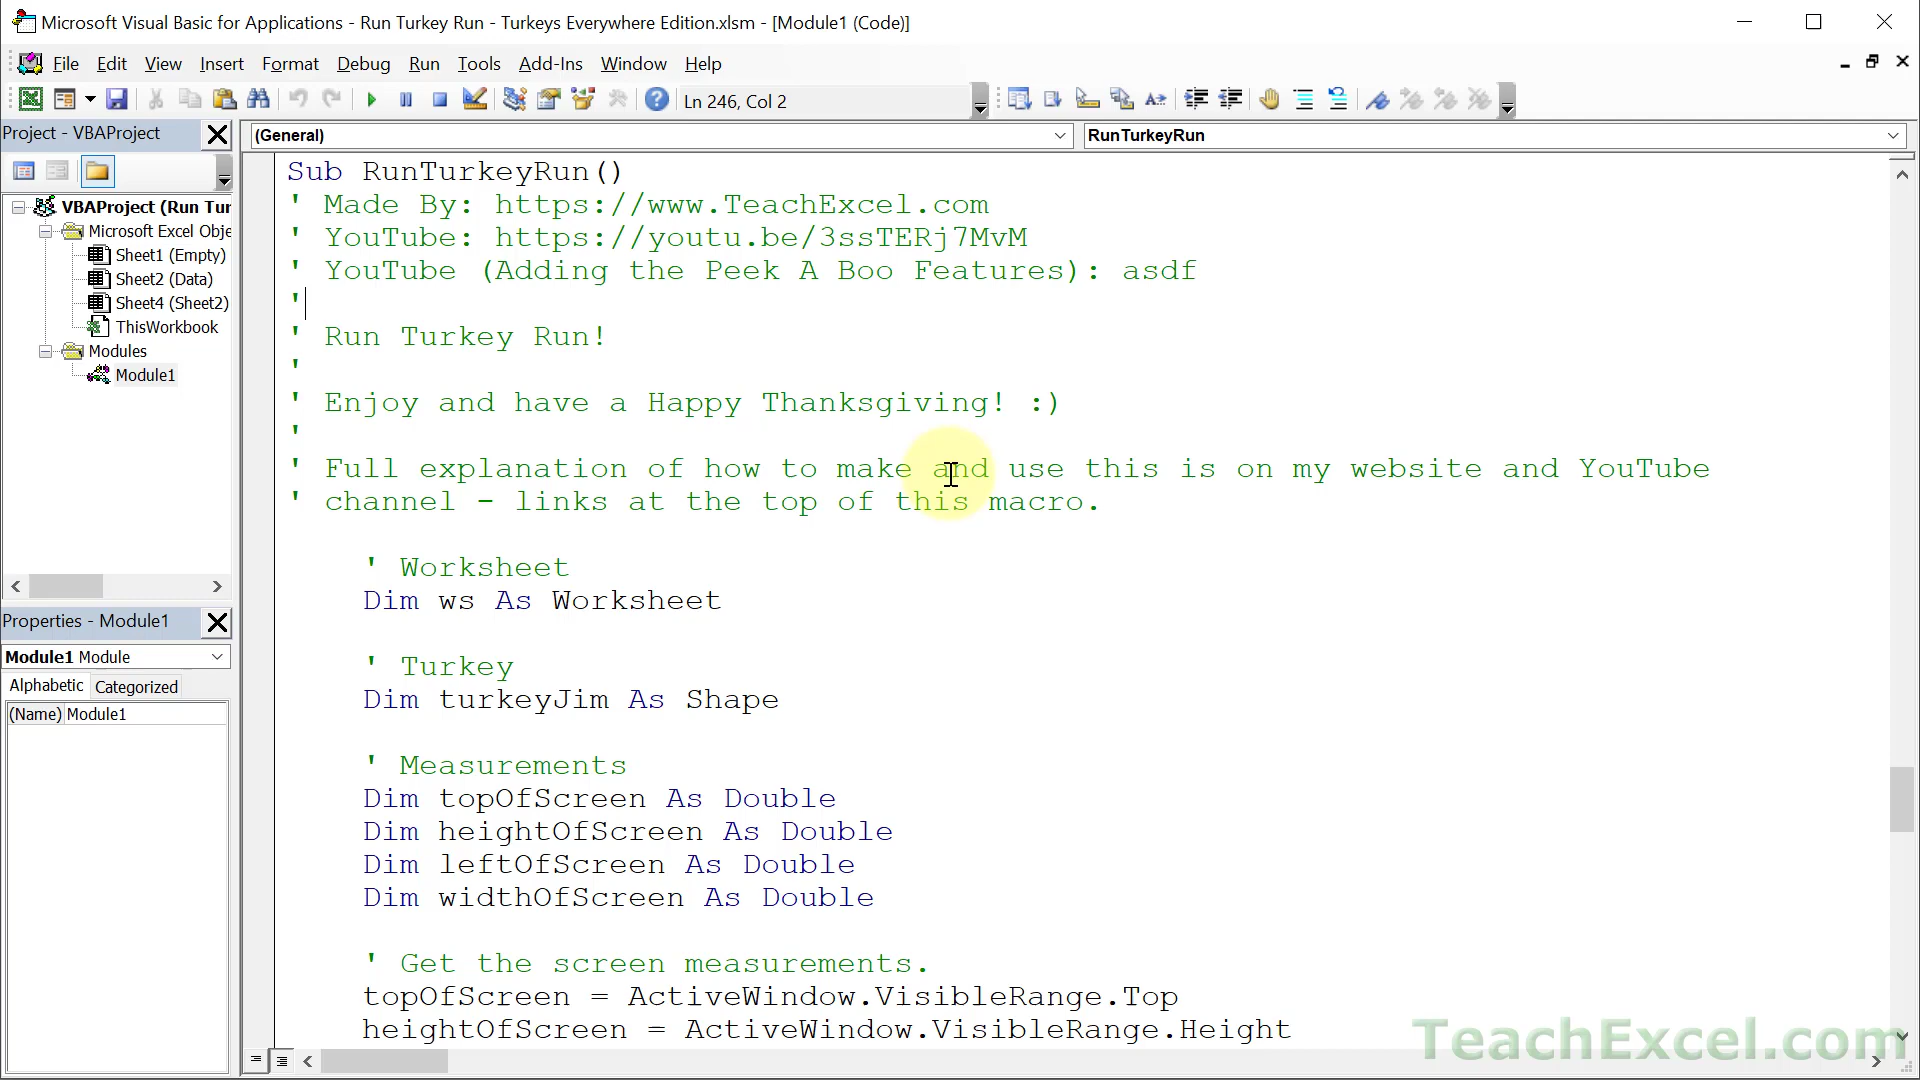 Microsoft Visual Basic for Applications - Run Turkey Run - Turkeys Everywhere Edition.xlsm - [Module1 (Code)]
File Edit View Insert Format Debug Run Tools Add-Ins Window Help
Ln 246, Col 2
Project - VBAProject
(General)
RunTurkeyRun
VBAProject (Run Tur
Microsoft Excel Obje
Sheet1 (Empty)
Sheet2 (Data)
Sheet4 (Sheet2)
ThisWorkbook
Modules
Module1
Properties - Module1
Module1 Module
Alphabetic Categorized
(Name) Module1
Sub RunTurkeyRun()
' Made By: https://www.TeachExcel.com
' YouTube: https://youtu.be/3ssTERj7MvM
' YouTube (Adding the Peek A Boo Features): asdf
'
' Run Turkey Run!
'
' Enjoy and have a Happy Thanksgiving! :)
'
' Full explanation of how to make and use this is on my website and YouTube
' channel - links at the top of this macro.
' Worksheet
Dim ws As Worksheet
' Turkey
Dim turkeyJim As Shape
' Measurements
Dim topOfScreen As Double
Dim heightOfScreen As Double
Dim leftOfScreen As Double
Dim widthOfScreen As Double
' Get the screen measurements.
topOfScreen = ActiveWindow.VisibleRange.Top
heightOfScreen = ActiveWindow.VisibleRange.Height
TeachExcel.com